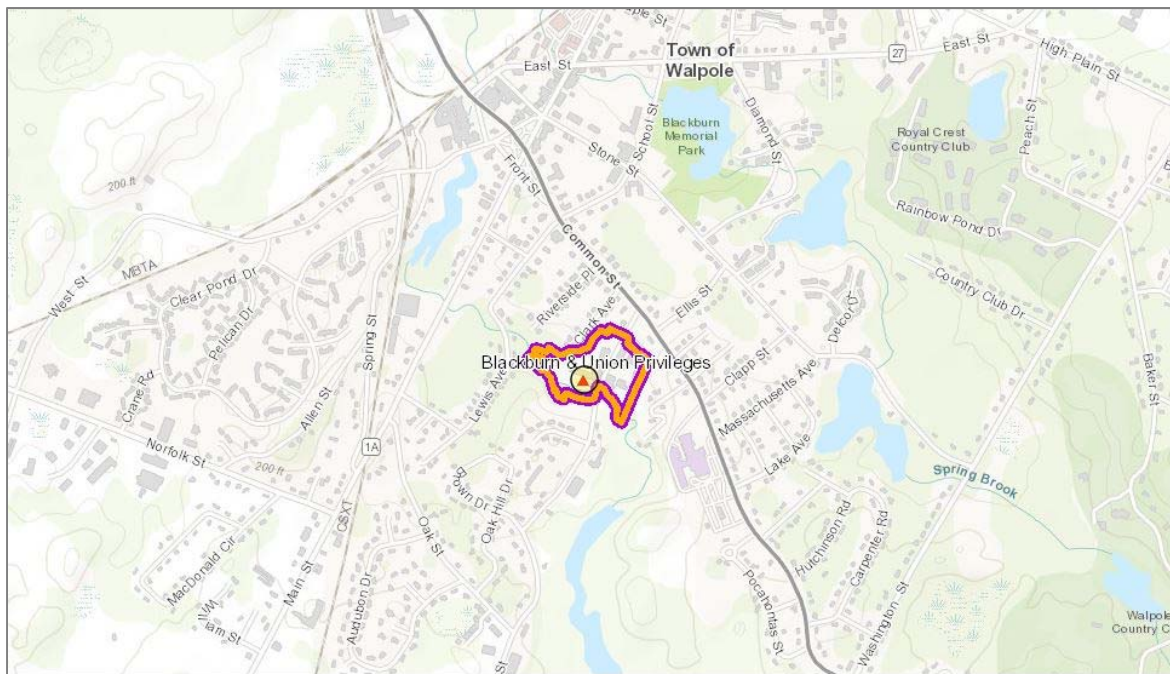 Town of
Walpole
East St
East St
27
High Plain St
School St
Diamond St
Peach St
Blackburn
Memorial
Park
Royal Crest
Country Club
Stone St
Front St
200 ft
Rainbow Pond Dr
Common St
MBTA
West St
Clear Pond Dr
Riverside Pl
Country Club Dr
Pelican Dr
Spring St
Clark Ave
Ellis St
Delcor Dr
Blackburn & Union Privileges
Clapp St
Baker St
Crane Rd
Lewis Ave
Allen St
Massachusetts Ave
Norfolk St
1A
200 ft
Lake Ave
Spring Brook
Brown Dr
Oak Hill Dr
CSXT
Oak St
Hutchinson Rd
Carpenter Rd
MacDonald Cir
Main St
Audubon Dr
Pocahontas St
Washington St
Walpole
Country C
St